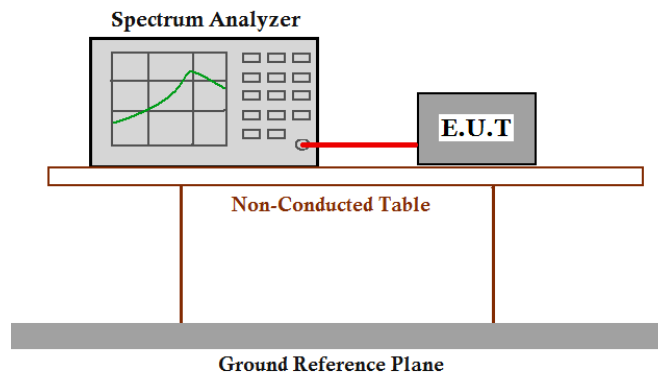 Spectrum Analyzer
E.U.T
Non-Conducted Table
Ground Reference Plane